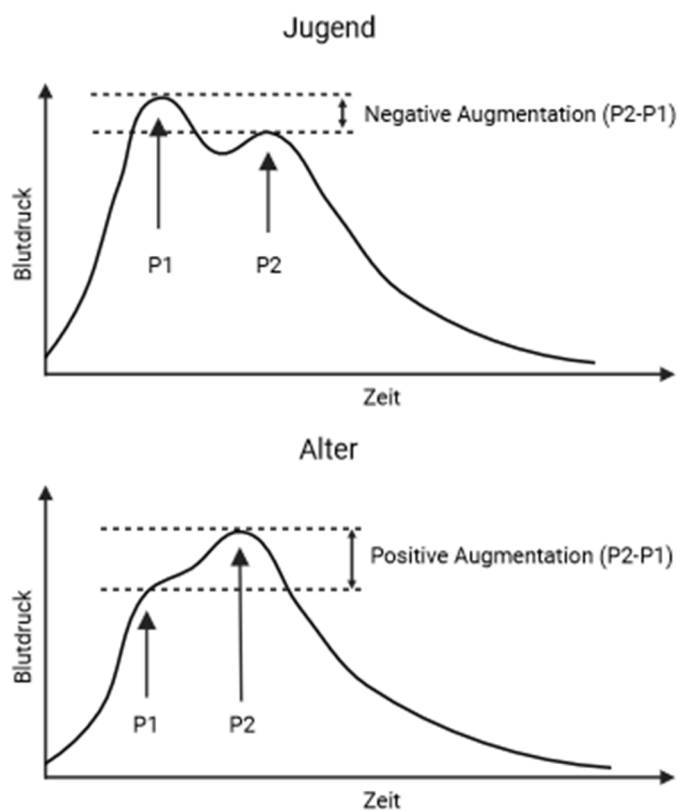 Jugend
Negative Augmentation (P2-P1)
Blutdruck
P1
P2
Zeit
Alter
Positive Augmentation (P2-P1)
Blutdruck
P1
P2
Zeit